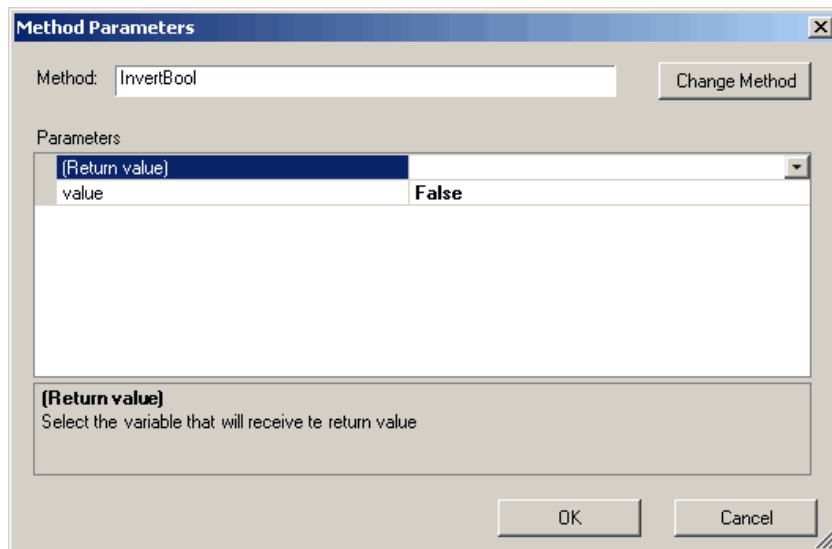 Method Parameters
Method: InvertBool Change Method
Parameters
(Return value)
value False
(Return value)
Select the variable that will receive te return value
OK Cancel